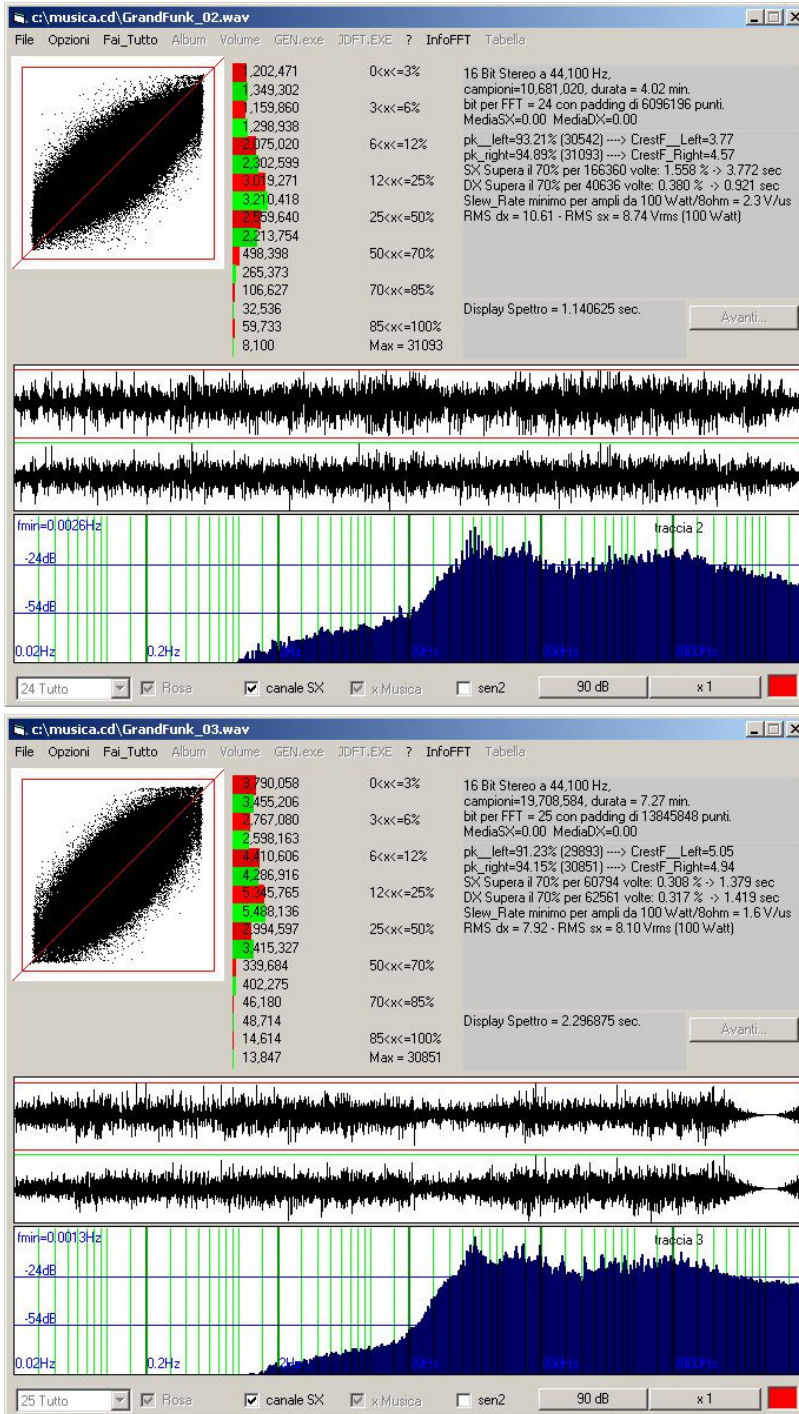 c:\musica.cd\GrandFunk_02.wav
File Opzioni Fai_Tutto Album Volume GEN.exe JDFT.EXE ? InfoFFT Tabella
1,202,471 0<x<=3%
1,349,302
1,159,860 3<x<=6%
1,298,938
2,075,020 6<x<=12%
2,302,599
3,019,271 12<x<=25%
3,210,418
2,559,640 25<x<=50%
2,213,754
498,398 50<x<=70%
265,373
106,627 70<x<=85%
32,536
59,733 85<x<=100%
8,100 Max = 31093
16 Bit Stereo a 44,100 Hz,
campioni=10,681,020, durata = 4.02 min.
bit per FFT = 24 con padding di 6096196 punti.
MediaSX=0.00 MediaDX=0.00
pk__left=93.21% (30542) ----> CrestF__Left=3.77
pk_right=94.89% (31093) ----> CrestF_Right=4.57
SX Supera il 70% per 166360 volte: 1.558 % -> 3.772 sec
DX Supera il 70% per 40636 volte: 0.380 % -> 0.921 sec
Slew_Rate minimo per ampli da 100 Watt/8ohm = 2.3 V/us
RMS dx = 10.61 - RMS sx = 8.74 Vrms (100 Watt)
Display Spettro = 1.140625 sec.
Avanti...
fmin=0.0026Hz traccia 2
-24dB
-54dB
0.02Hz 0.2Hz 2Hz 20Hz 200Hz 2000Hz
24 Tutto Rosa canale SX x Musica sen2 90 dB x 1
c:\musica.cd\GrandFunk_03.wav
File Opzioni Fai_Tutto Album Volume GEN.exe JDFT.EXE ? InfoFFT Tabella
3,790,058 0<x<=3%
3,455,206
2,767,080 3<x<=6%
2,598,163
4,410,606 6<x<=12%
4,286,916
5,345,765 12<x<=25%
5,488,136
2,994,597 25<x<=50%
3,415,327
339,684 50<x<=70%
402,275
46,180 70<x<=85%
48,714
14,614 85<x<=100%
13,847 Max = 30851
16 Bit Stereo a 44,100 Hz,
campioni=19,708,584, durata = 7.27 min.
bit per FFT = 25 con padding di 13845848 punti.
MediaSX=0.00 MediaDX=0.00
pk__left=91.23% (29893) ----> CrestF__Left=5.05
pk_right=94.15% (30851) ----> CrestF_Right=4.94
SX Supera il 70% per 60794 volte: 0.308 % -> 1.379 sec
DX Supera il 70% per 62561 volte: 0.317 % -> 1.419 sec
Slew_Rate minimo per ampli da 100 Watt/8ohm = 1.6 V/us
RMS dx = 7.92 - RMS sx = 8.10 Vrms (100 Watt)
Display Spettro = 2.296875 sec.
Avanti...
fmin=0.0013Hz traccia 3
-24dB
-54dB
0.02Hz 0.2Hz 2Hz 20Hz 200Hz 2000Hz
25 Tutto Rosa canale SX x Musica sen2 90 dB x 1